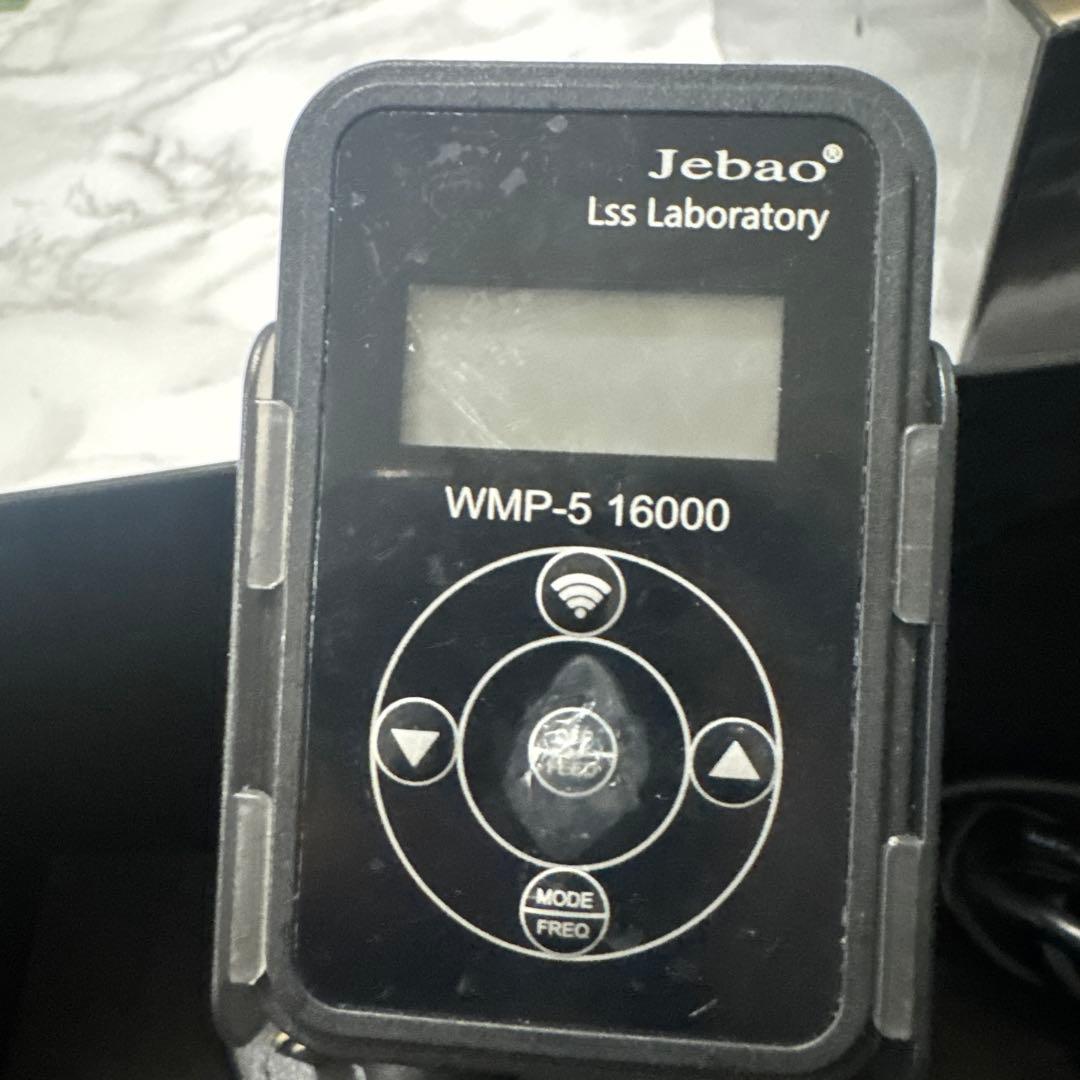 Jebao®
Lss Laboratory
WMP-5 16000
MODE
FREQ